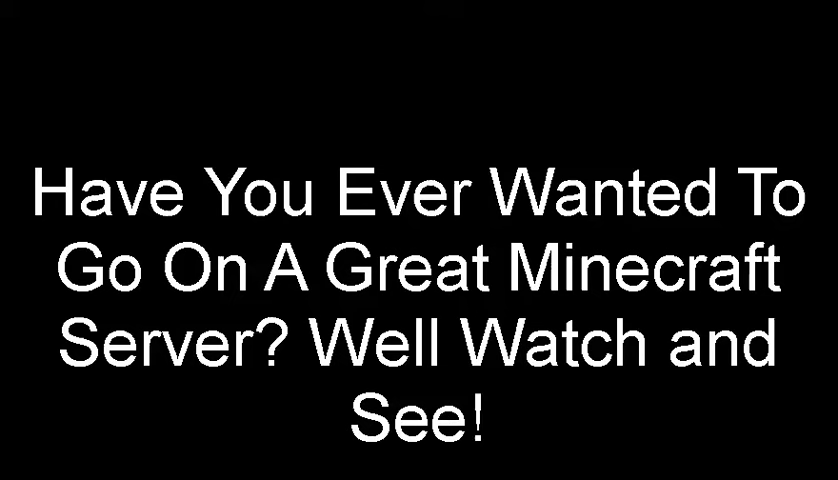 Have You Ever Wanted To
Go On A Great Minecraft
Server? Well Watch and
See!